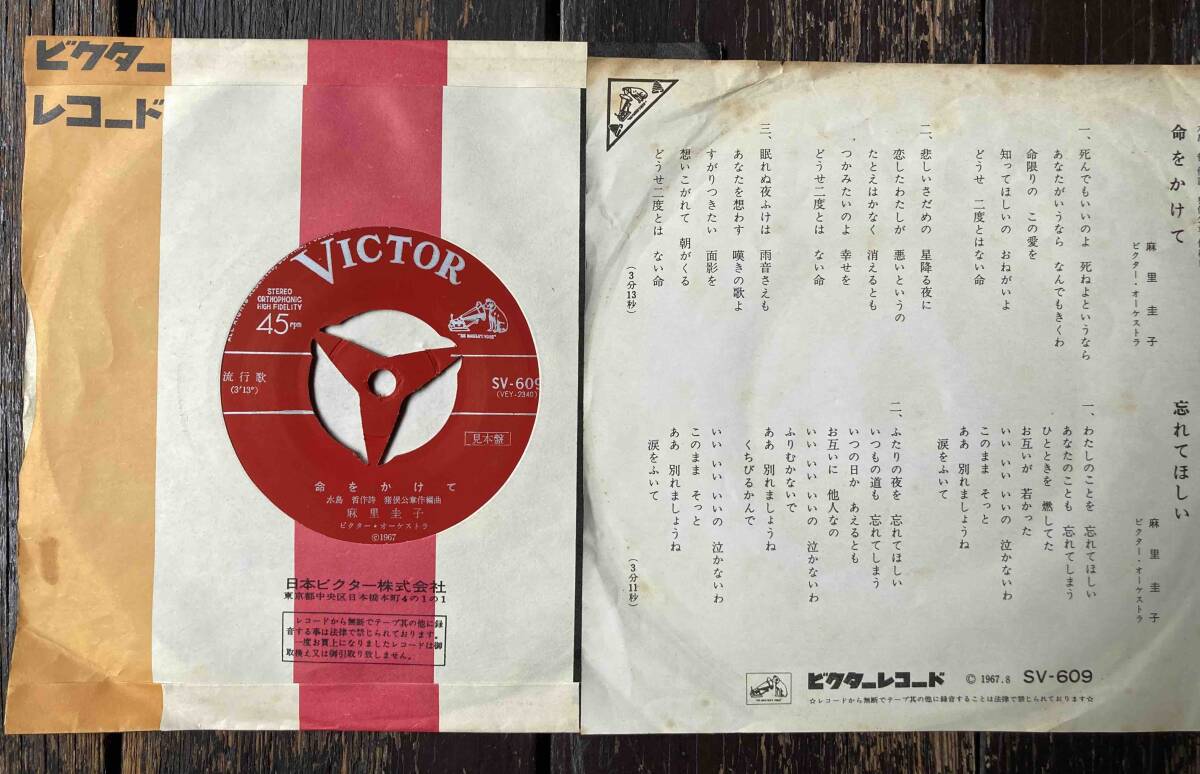 ビクター
レコード
VICTOR
STEREO
ORTHOPHONIC
HIGH FIDELITY
45 rpm
"HIS MASTER'S VOICE"
流行歌
(3'13")
SV-609
(VEY-2340)
見本盤
命をかけて
水島 哲作詩 猪俣公章作編曲
麻里圭子
ビクター・オーケストラ
Ⓟ1967
日本ビクター株式会社
東京都中央区日本橋本町4の1の1
レコードから無断でテープ其の他に録
音する事は法律で禁じられております。
一度お買上になりましたレコードは御
取換え又は御引取り致しません。
命をかけて
麻里圭子
ビクター・オーケストラ
一、死んでもいいのよ 死ねよというなら
あなたがいうなら なんでもきくわ
命限りの この愛を
知ってほしいの おねがいよ
どうせ 二度とはない命
二、悲しいさだめの 星降る夜に
恋したわたしが 悪いというの
たとえはかなく 消えるとも
つかみたいのよ 幸せを
どうせ二度とは ない命
三、眠れぬ夜ふけは 雨音さえも
あなたを想わす 嘆きの歌よ
すがりつきたい 面影を
想いこがれて 朝がくる
どうせ二度とは ない命
(3分13秒)
忘れてほしい
麻里圭子
ビクター・オーケストラ
一、わたしのことを 忘れてほしい
あなたのことも 忘れてしまう
ひとときを 燃してた
お互いが 若かった
いい いい いいの 泣かないわ
このまま そっと
ああ 別れましょうね
涙をふいて
二、ふたりの夜を 忘れてほしい
いつもの道も 忘れてしまう
いつの日か あえるとも
お互いに 他人なの
いい いい いいの 泣かないわ
ふりむかないで
ああ 別れましょうね
くちびるかんで
いい いい いいの 泣かないわ
このまま そっと
ああ 別れましょうね
涙をふいて
(3分11秒)
ビクターレコード © 1967.8 SV-609
☆レコードから無断でテープ其の他に録音することは法律で禁じられております☆